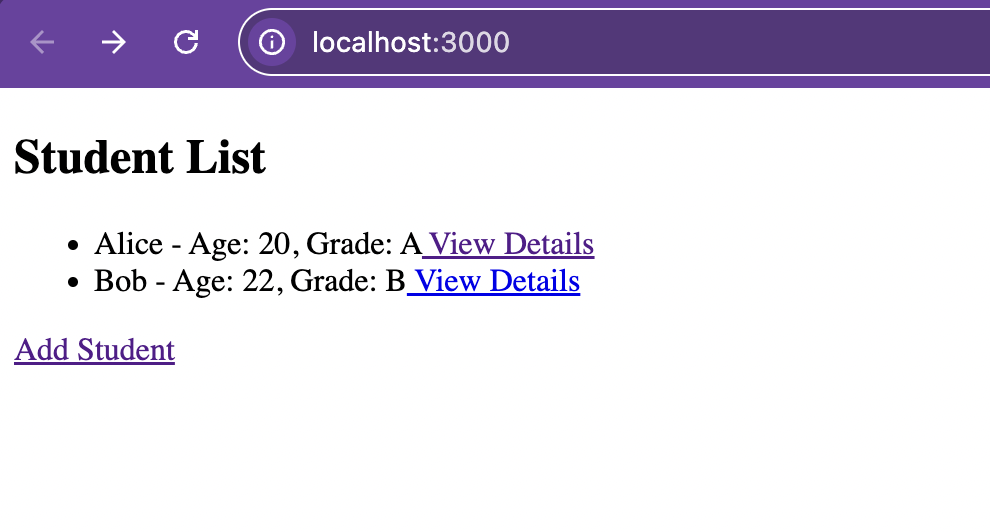 localhost:3000
Student List
Alice - Age: 20, Grade: A View Details
Bob - Age: 22, Grade: B View Details
Add Student